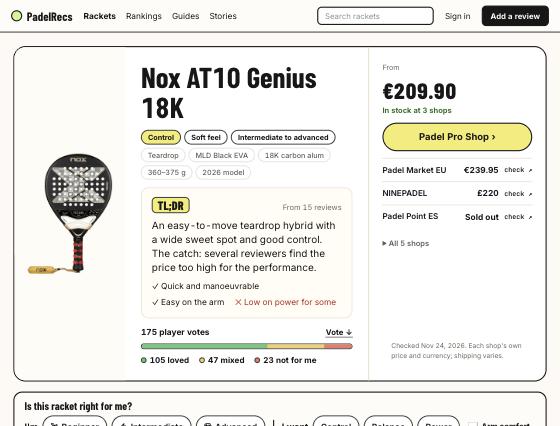 PadelRecs Rackets Rankings Guides Stories Search rackets Sign in Add a review
Nox AT10 Genius
18K
Control Soft feel Intermediate to advanced
Teardrop MLD Black EVA 18K carbon alum
360–375 g 2026 model
TL;DR From 15 reviews
An easy-to-move teardrop hybrid with
a wide sweet spot and good control.
The catch: several reviewers find the
price too high for the performance.
✓ Quick and manoeuvrable
✓ Easy on the arm ✕ Low on power for some
175 player votes Vote ↓
105 loved 47 mixed 23 not for me
From
€209.90
In stock at 3 shops
Padel Pro Shop ›
Padel Market EU €239.95 check ↗
NINEPADEL £220 check ↗
Padel Point ES Sold out check ↗
▸ All 5 shops
Checked Nov 24, 2026. Each shop's own
price and currency; shipping varies.
nox
Is this racket right for me?
I'm Beginner Intermediate Advanced I want Control Balance Power Arm comfort